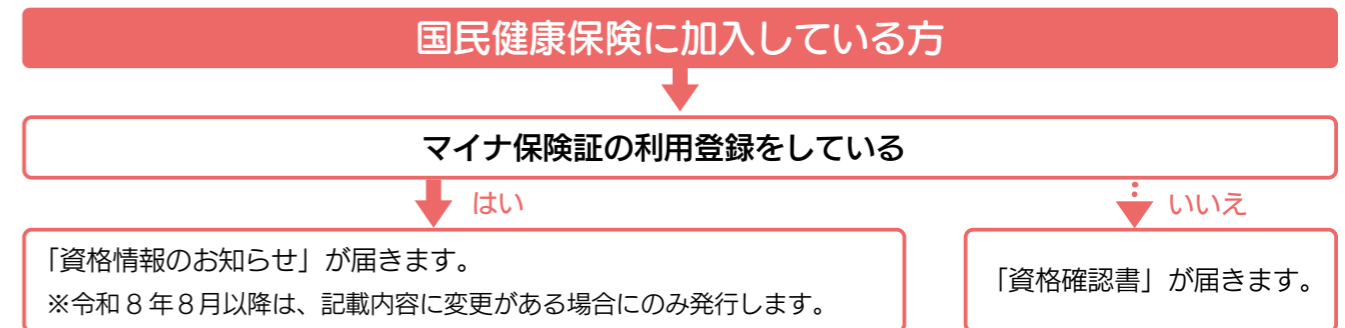 国民健康保険に加入している方
マイナ保険証の利用登録をしている
はい
いいえ
「資格情報のお知らせ」が届きます。
※令和８年８月以降は、記載内容に変更がある場合にのみ発行します。
「資格確認書」が届きます。